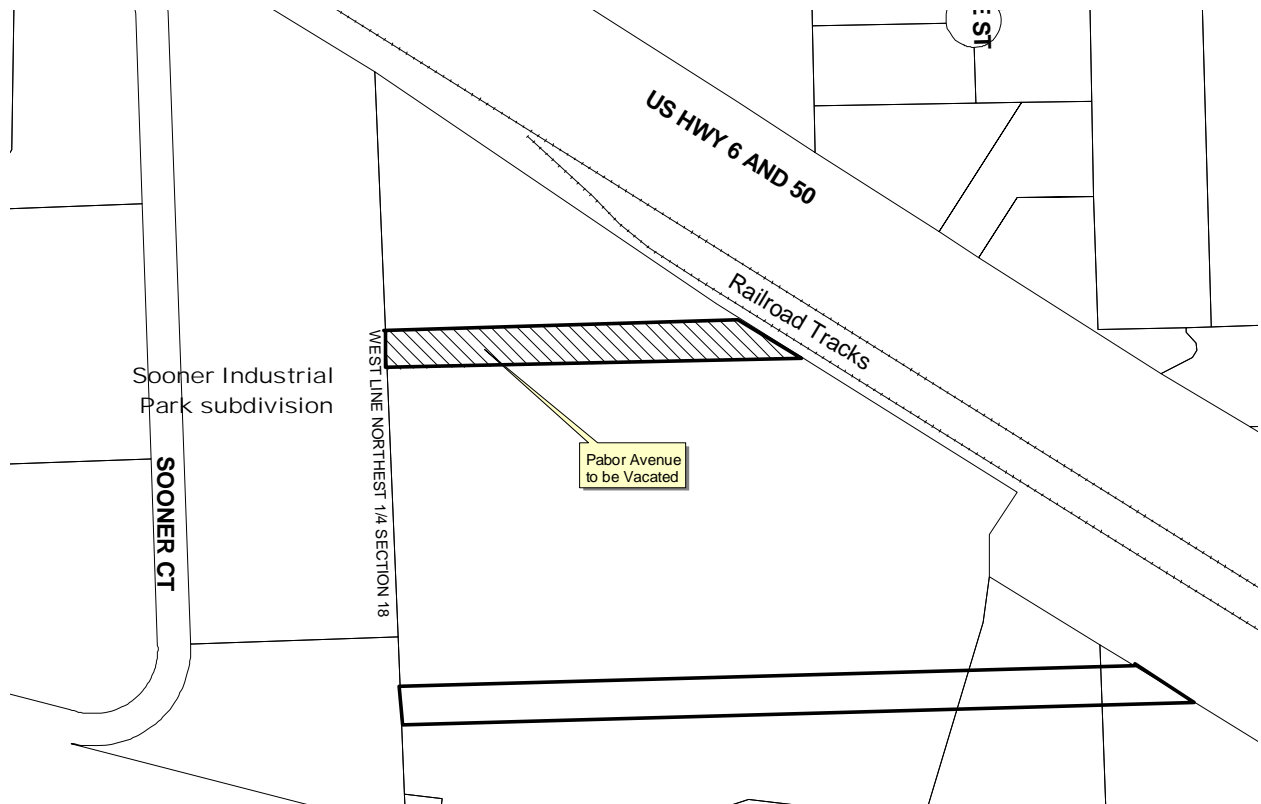 E ST
US HWY 6 AND 50
Railroad Tracks
WEST LINE NORTHEST 1/4 SECTION 18
Sooner Industrial
Park subdivision
SOONER CT
Pabor Avenue
to be Vacated